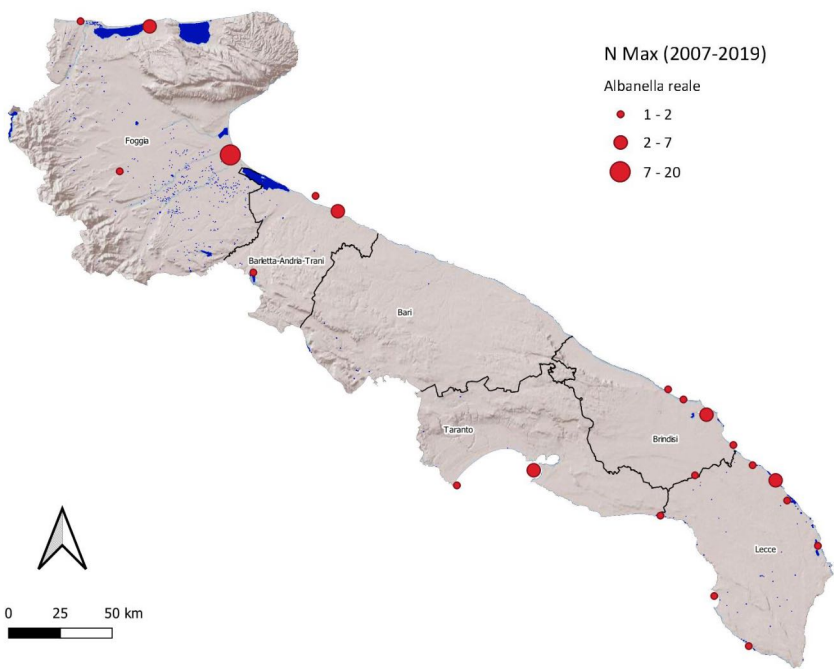 N Max (2007-2019)
Albanella reale
1 - 2
2 - 7
7 - 20
Foggia
Barletta-Andria-Trani
Bari
Taranto
Brindisi
Lecce
0 25 50 km